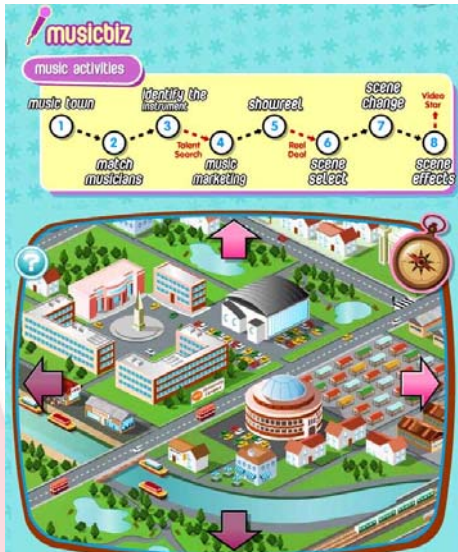 musicbiz
music activities
music town
1
match
musicians
2
Identify the
instrument
3
Talent
Search
music
marketing
4
showreel
5
Reel
Deal
scene
select
6
scene
change
7
Video
Star
8
scene
effects
?